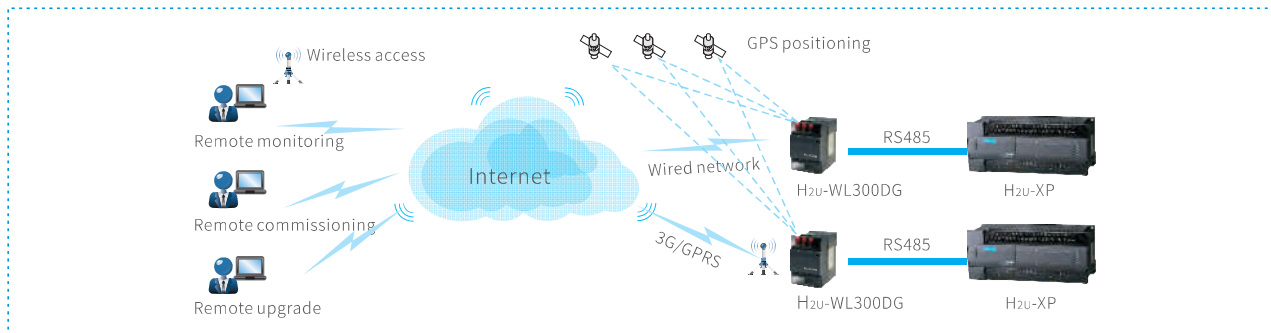 Wireless access
GPS positioning
Remote monitoring
Remote commissioning
Remote upgrade
Internet
Wired network
3G/GPRS
RS485
H2U-WL300DG
H2U-XP
RS485
H2U-WL300DG
H2U-XP